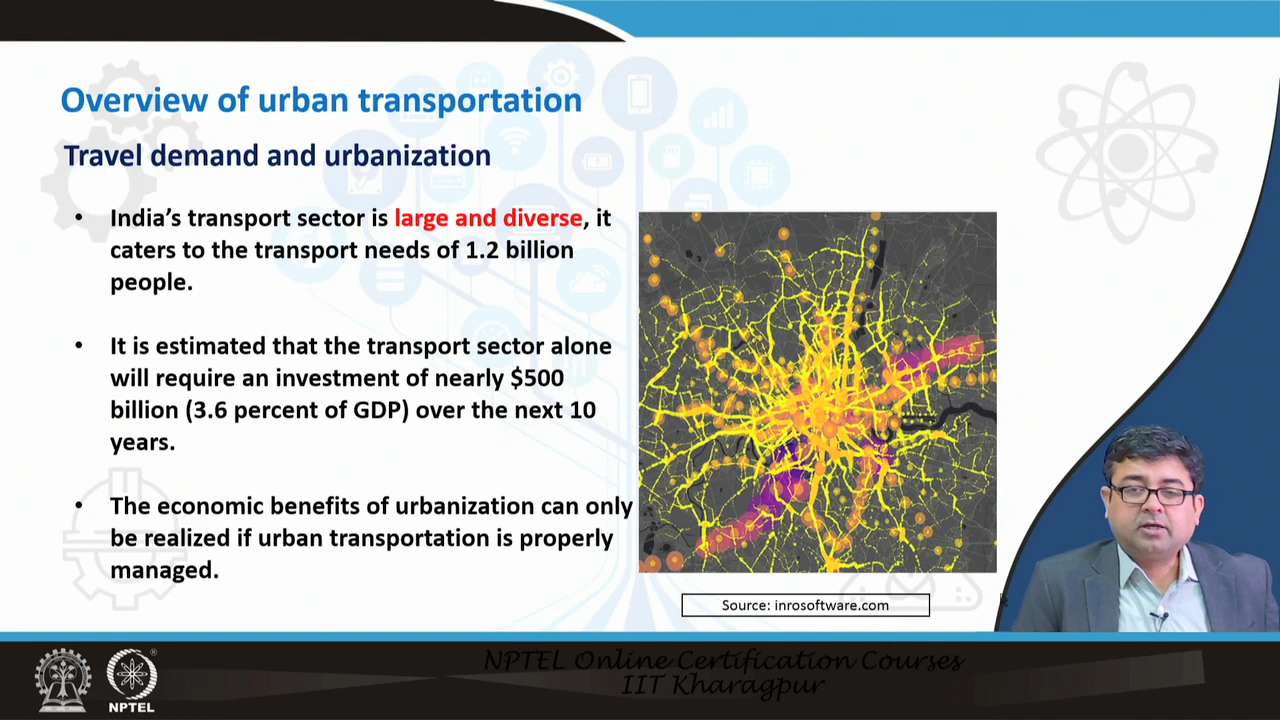 Overview of urban transportation
Travel demand and urbanization
• India’s transport sector is large and diverse, it
caters to the transport needs of 1.2 billion
people.
• It is estimated that the transport sector alone
will require an investment of nearly $500
billion (3.6 percent of GDP) over the next 10
years.
• The economic benefits of urbanization can only
be realized if urban transportation is properly
managed.
Source: inrosoftware.com
NPTEL Online Certification Courses
IIT Kharagpur
NPTEL